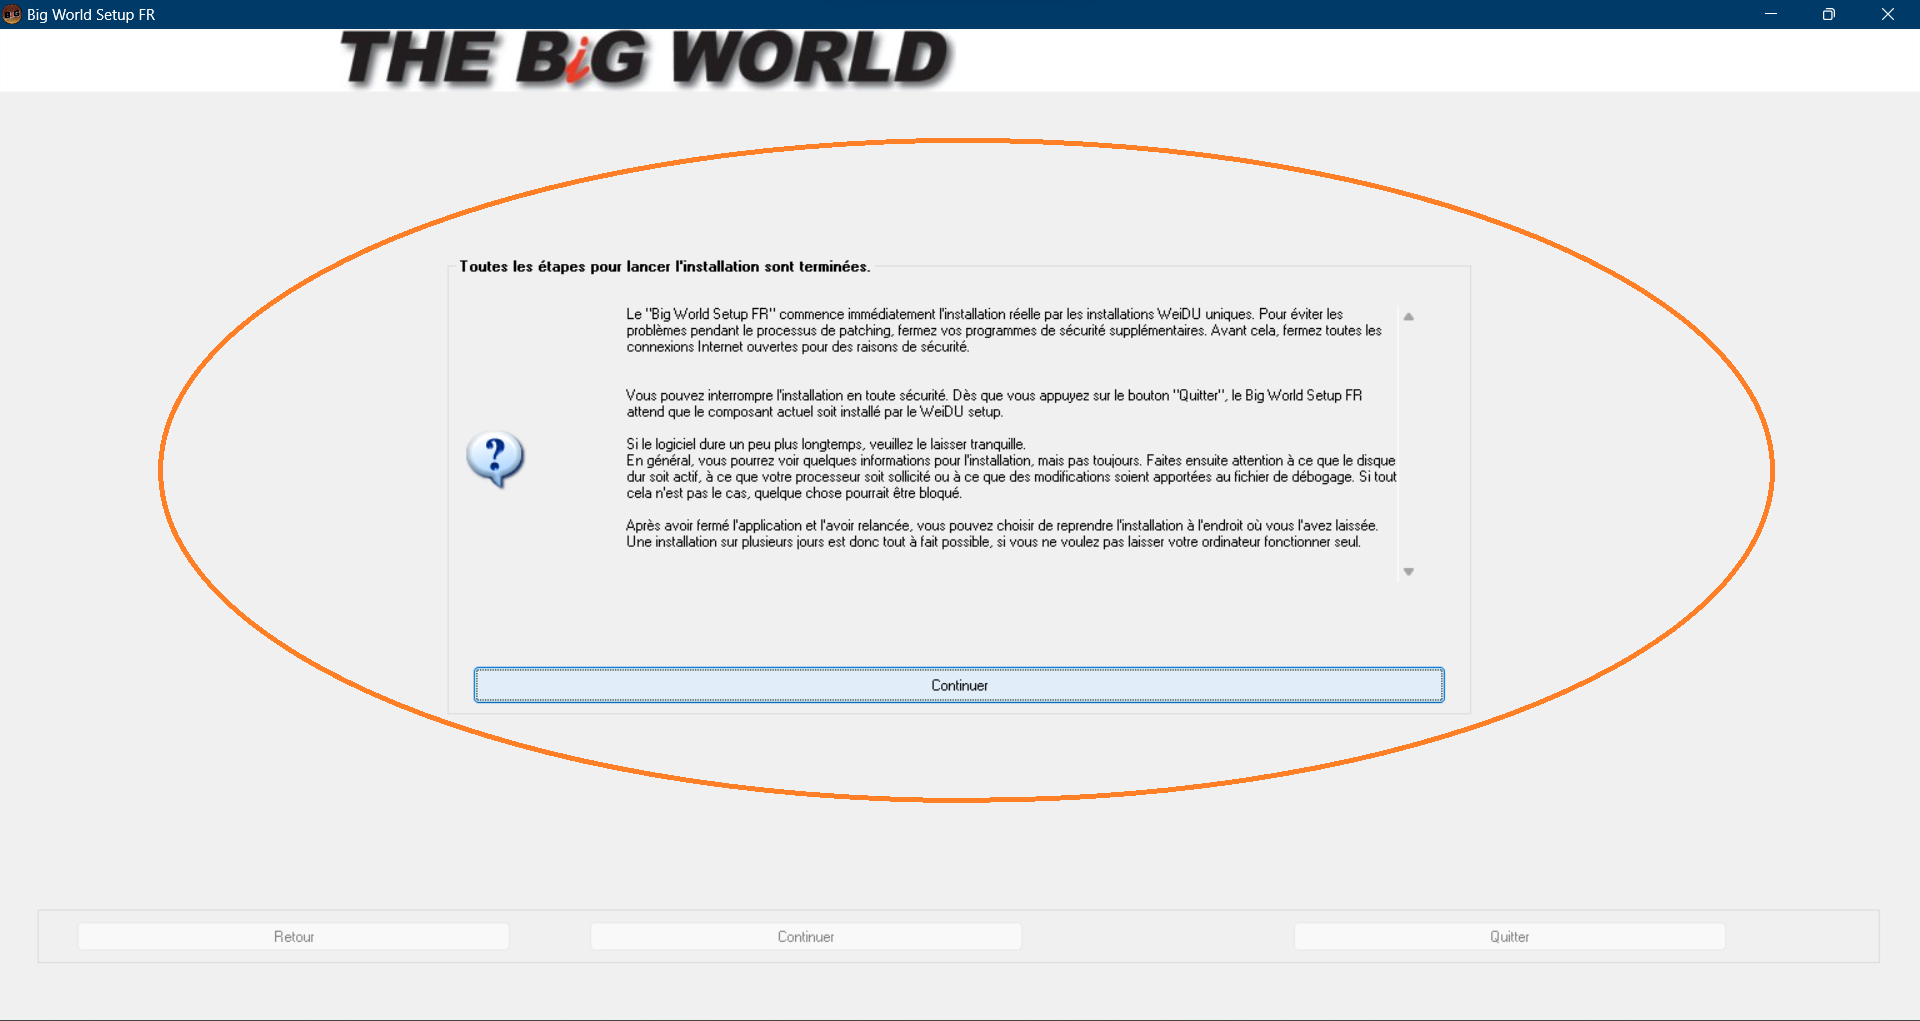 Big World Setup FR
THE BiG WORLD
Toutes les étapes pour lancer l'installation sont terminées.
Le "Big World Setup FR" commence immédiatement l'installation réelle par les installations WeiDU uniques. Pour éviter les
problèmes pendant le processus de patching, fermez vos programmes de sécurité supplémentaires. Avant cela, fermez toutes les
connexions Internet ouvertes pour des raisons de sécurité.
Vous pouvez interrompre l'installation en toute sécurité. Dès que vous appuyez sur le bouton "Quitter", le Big World Setup FR
attend que le composant actuel soit installé par le WeiDU setup.
Si le logiciel dure un peu plus longtemps, veuillez le laisser tranquille.
En général, vous pourrez voir quelques informations pour l'installation, mais pas toujours. Faites ensuite attention à ce que le disque
dur soit actif, à ce que votre processeur soit sollicité ou à ce que des modifications soient apportées au fichier de débogage. Si tout
cela n'est pas le cas, quelque chose pourrait être bloqué.
Après avoir fermé l'application et l'avoir relancée, vous pouvez choisir de reprendre l'installation à l'endroit où vous l'avez laissée.
Une installation sur plusieurs jours est donc tout à fait possible, si vous ne voulez pas laisser votre ordinateur fonctionner seul.
Continuer
Retour
Continuer
Quitter